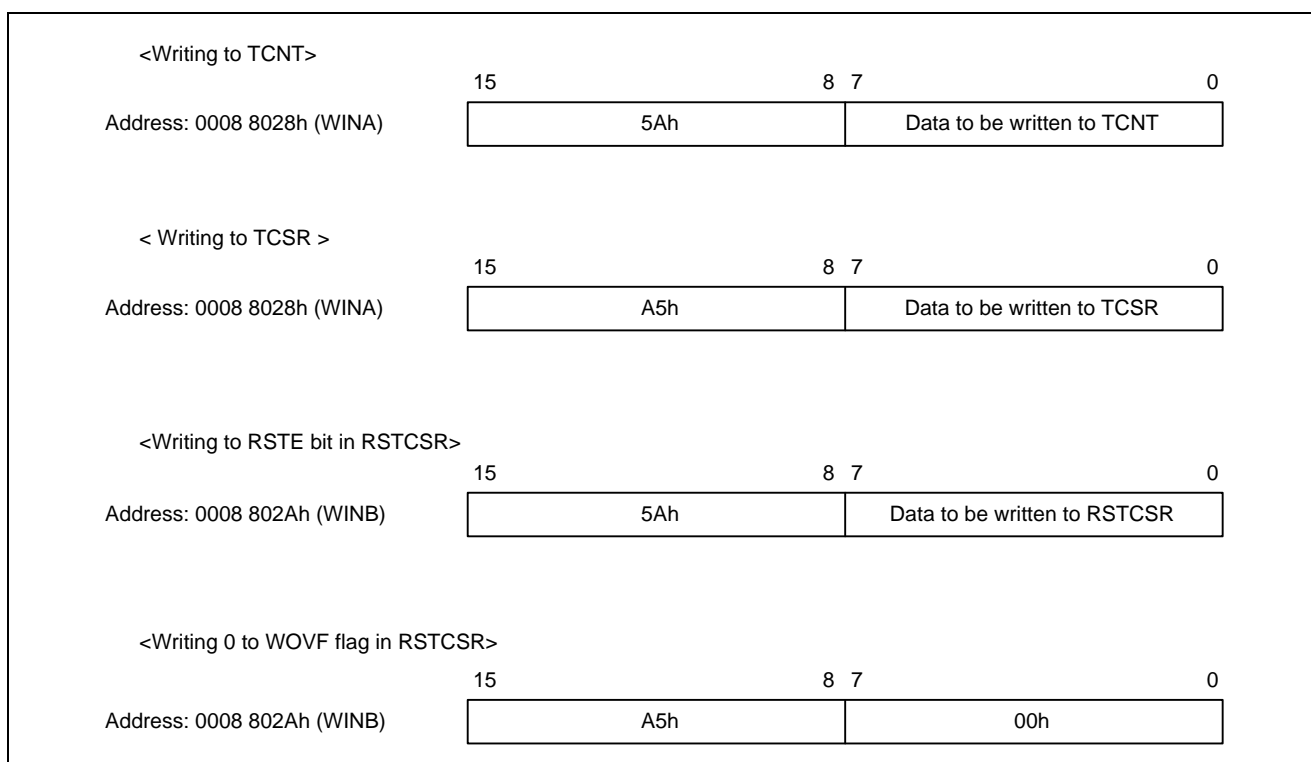 <Writing to TCNT>
15 8 7 0
Address: 0008 8028h (WINA) 5Ah Data to be written to TCNT
< Writing to TCSR >
15 8 7 0
Address: 0008 8028h (WINA) A5h Data to be written to TCSR
<Writing to RSTE bit in RSTCSR>
15 8 7 0
Address: 0008 802Ah (WINB) 5Ah Data to be written to RSTCSR
<Writing 0 to WOVF flag in RSTCSR>
15 8 7 0
Address: 0008 802Ah (WINB) A5h 00h